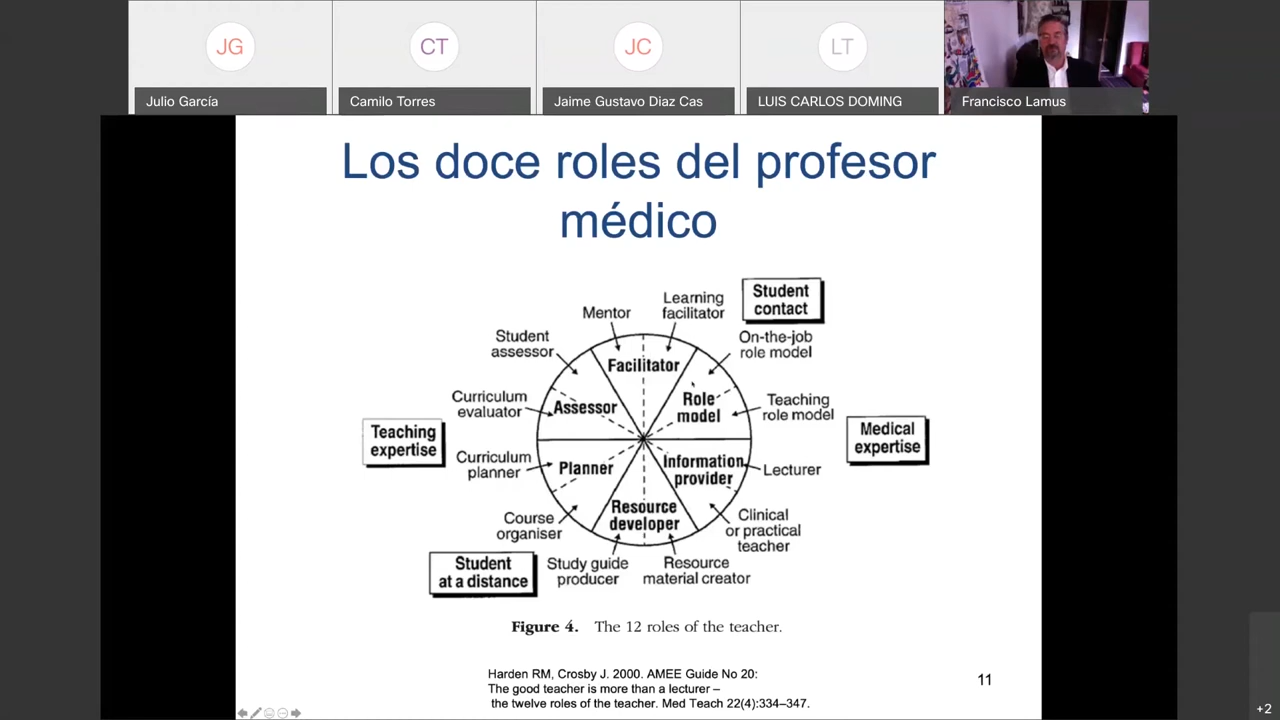 JG
CT
JC
LT
Julio García
Camilo Torres
Jaime Gustavo Diaz Cas
LUIS CARLOS DOMING
Francisco Lamus
Los doce roles del profesor
médico
Student
contact
Learning
facilitator
Mentor
Student
assessor
On-the-job
role model
Facilitator
Curriculum
evaluator
Assessor
Role
model
Teaching
role model
Teaching
expertise
Medical
expertise
Curriculum
planner
Planner
Information
provider
Lecturer
Resource
developer
Course
organiser
Clinical
or practical
teacher
Student
at a distance
Study guide
producer
Resource
material creator
Figure 4. The 12 roles of the teacher.
Harden RM, Crosby J. 2000. AMEE Guide No 20:
The good teacher is more than a lecturer –
the twelve roles of the teacher. Med Teach 22(4):334–347.
11
+2